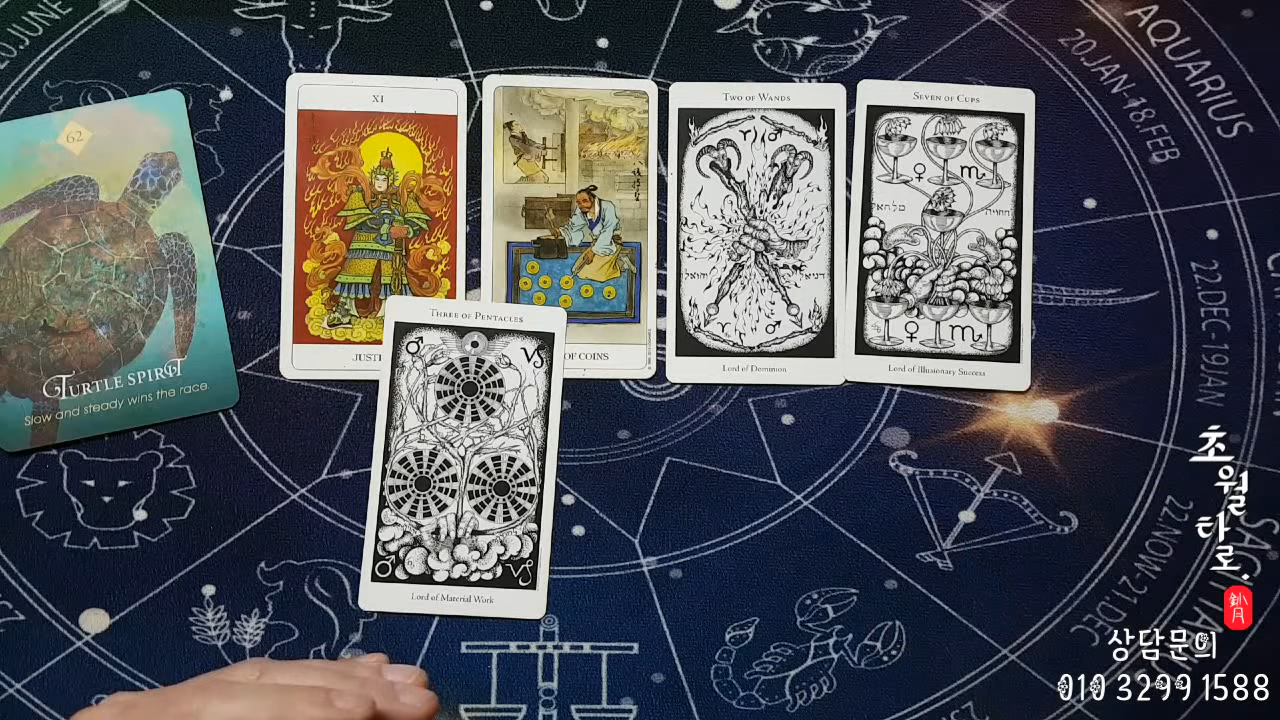 20.JUNE
AQUARIUS
20.JAN-18.FEB
62
TURTLE SPIRIT
Slow and steady wins the race.
XI
JUSTI
OF COINS
TWO OF WANDS
Lord of Dominion
SEVEN OF CUPS
Lord of Illusionary Success
THREE OF PENTACLES
Lord of Material Work
22.DEC-19.JAN
22.NOV-21.DEC
초월타로.
상담문의
010 3299 1588